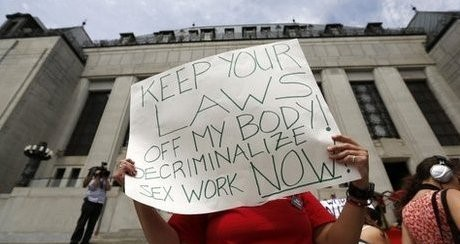 KEEP YOUR
LAWS
OFF MY BODY!
DECRIMINALIZE
SEX WORK NOW!